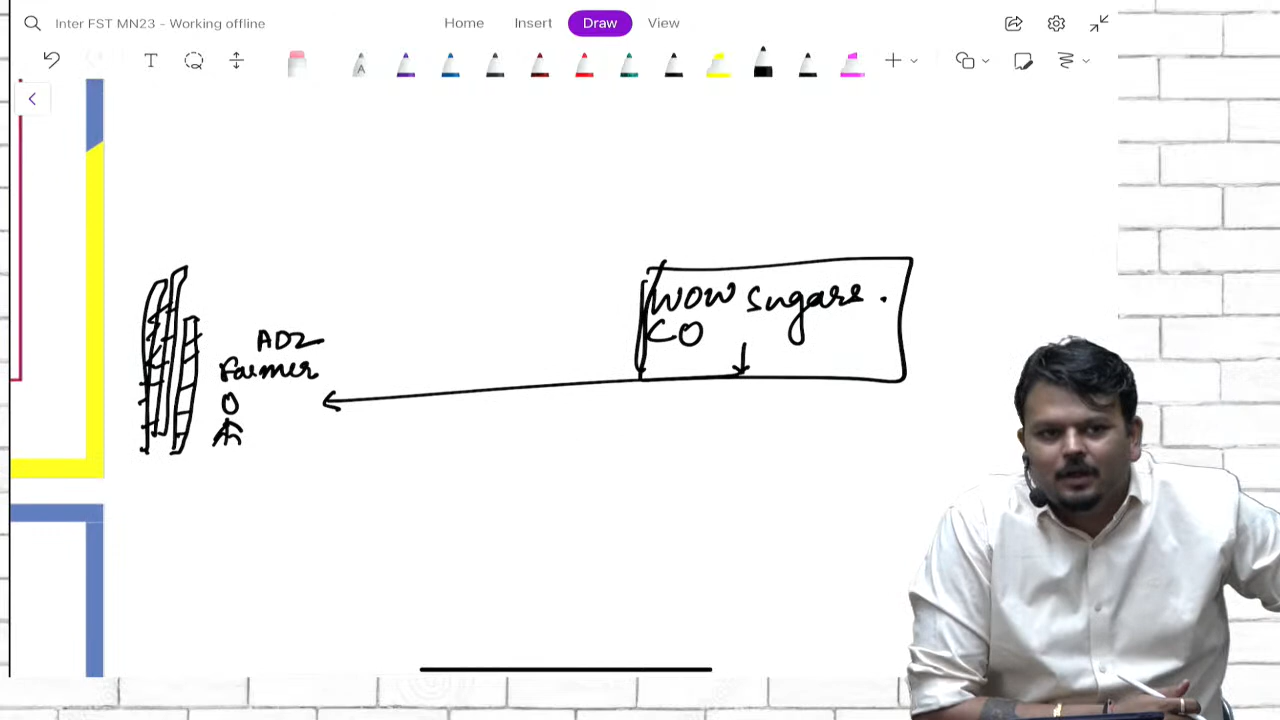 Inter FST MN23 - Working offline
Home Insert Draw View
T
A
WOW sugars.
CO
ADZ
Farmer